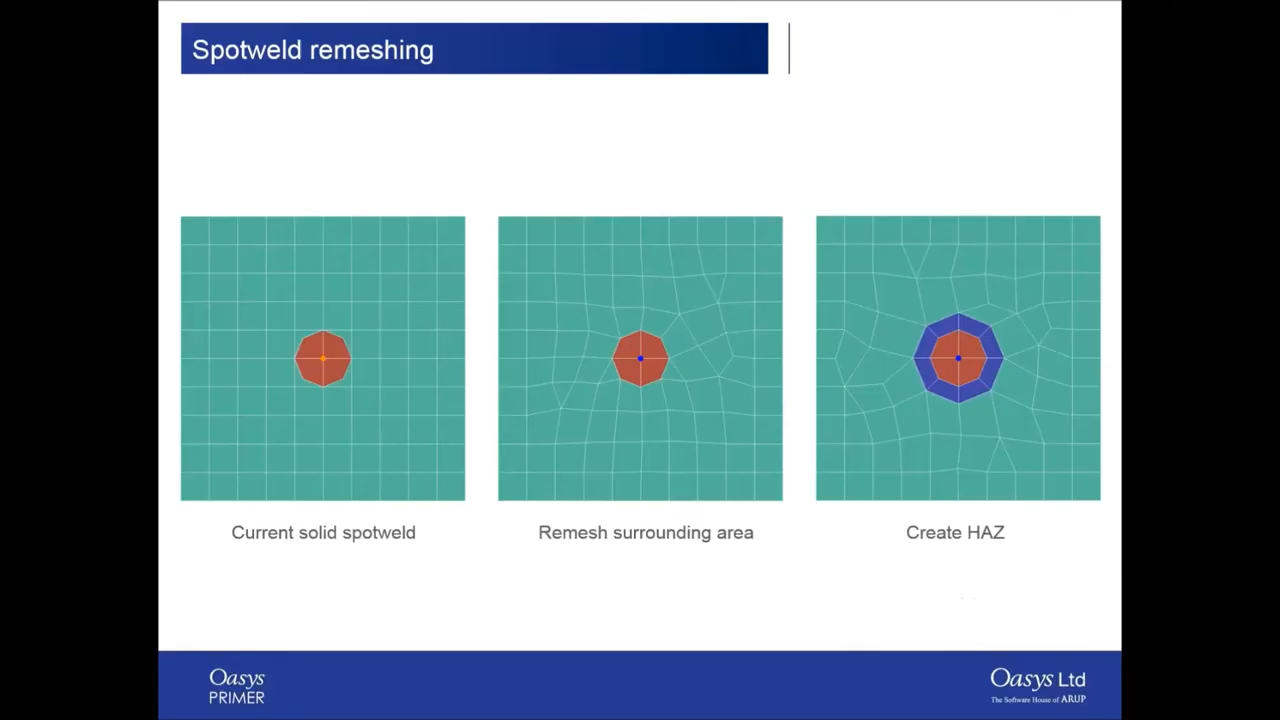 Spotweld remeshing
Current solid spotweld
Remesh surrounding area
Create HAZ
Oasys
PRIMER
Oasys Ltd
The Software House of ARUP